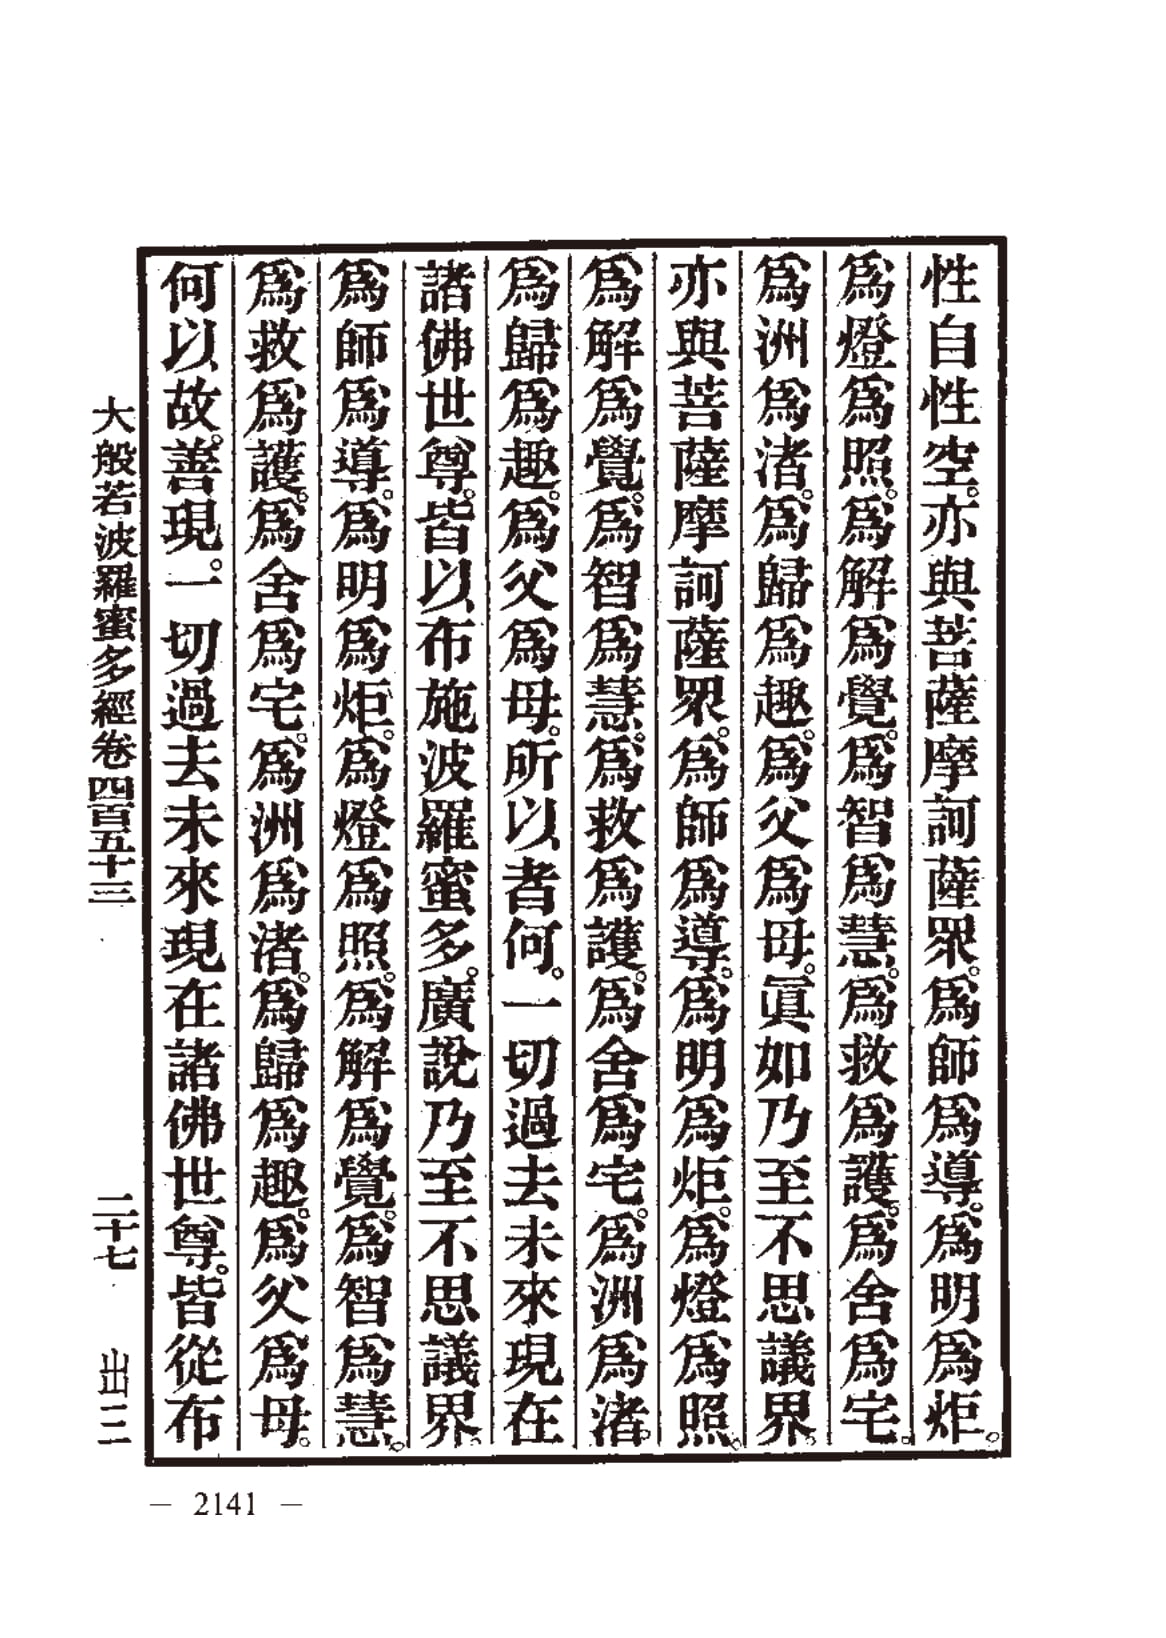 性自性空。亦與菩薩摩訶薩眾。爲師爲導。爲明爲炬。
爲燈爲照。爲解爲覺。爲智爲慧。爲救爲護。爲舍爲宅。
爲洲爲渚。爲歸爲趣。爲父爲母。眞如乃至不思議界。
亦與菩薩摩訶薩眾。爲師爲導。爲明爲炬。爲燈爲照。
爲解爲覺。爲智爲慧。爲救爲護。爲舍爲宅。爲洲爲渚。
爲歸爲趣。爲父爲母。所以者何。一切過去未來現在
諸佛世尊。皆以布施波羅蜜多。廣說乃至不思議界。
爲師爲導。爲明爲炬。爲燈爲照。爲解爲覺。爲智爲慧。
爲救爲護。爲舍爲宅。爲洲爲渚。爲歸爲趣。爲父爲母。
何以故。善現。一切過去未來現在諸佛世尊。皆從布
大般若波羅蜜多經卷四百五十三 二十七 出三
— 2141 —